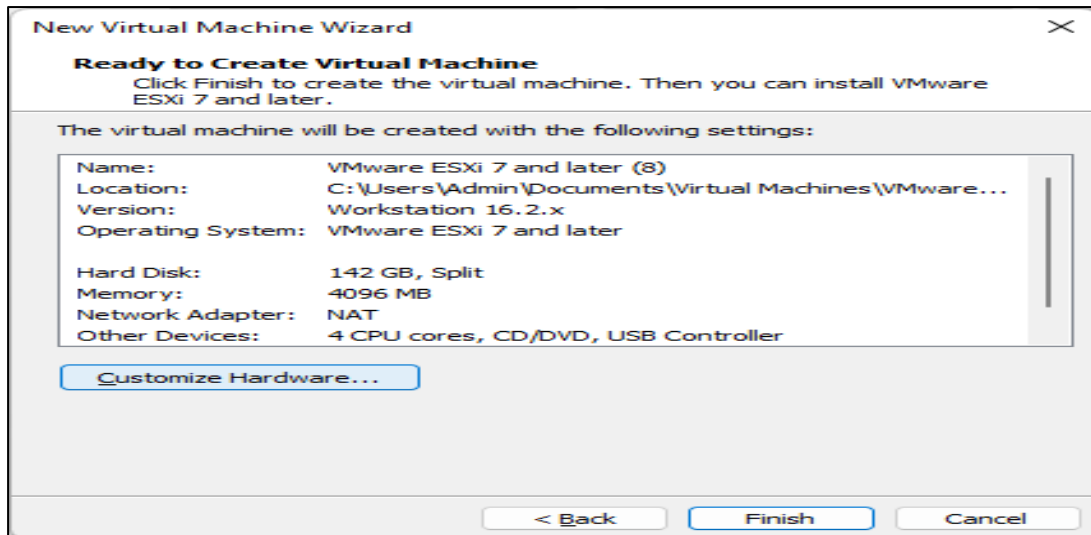 New Virtual Machine Wizard
Ready to Create Virtual Machine
Click Finish to create the virtual machine. Then you can install VMware
ESXi 7 and later.
The virtual machine will be created with the following settings:
Name: VMware ESXi 7 and later (8)
Location: C:\Users\Admin\Documents\Virtual Machines\VMware...
Version: Workstation 16.2.x
Operating System: VMware ESXi 7 and later
Hard Disk: 142 GB, Split
Memory: 4096 MB
Network Adapter: NAT
Other Devices: 4 CPU cores, CD/DVD, USB Controller
Customize Hardware...
< Back Finish Cancel